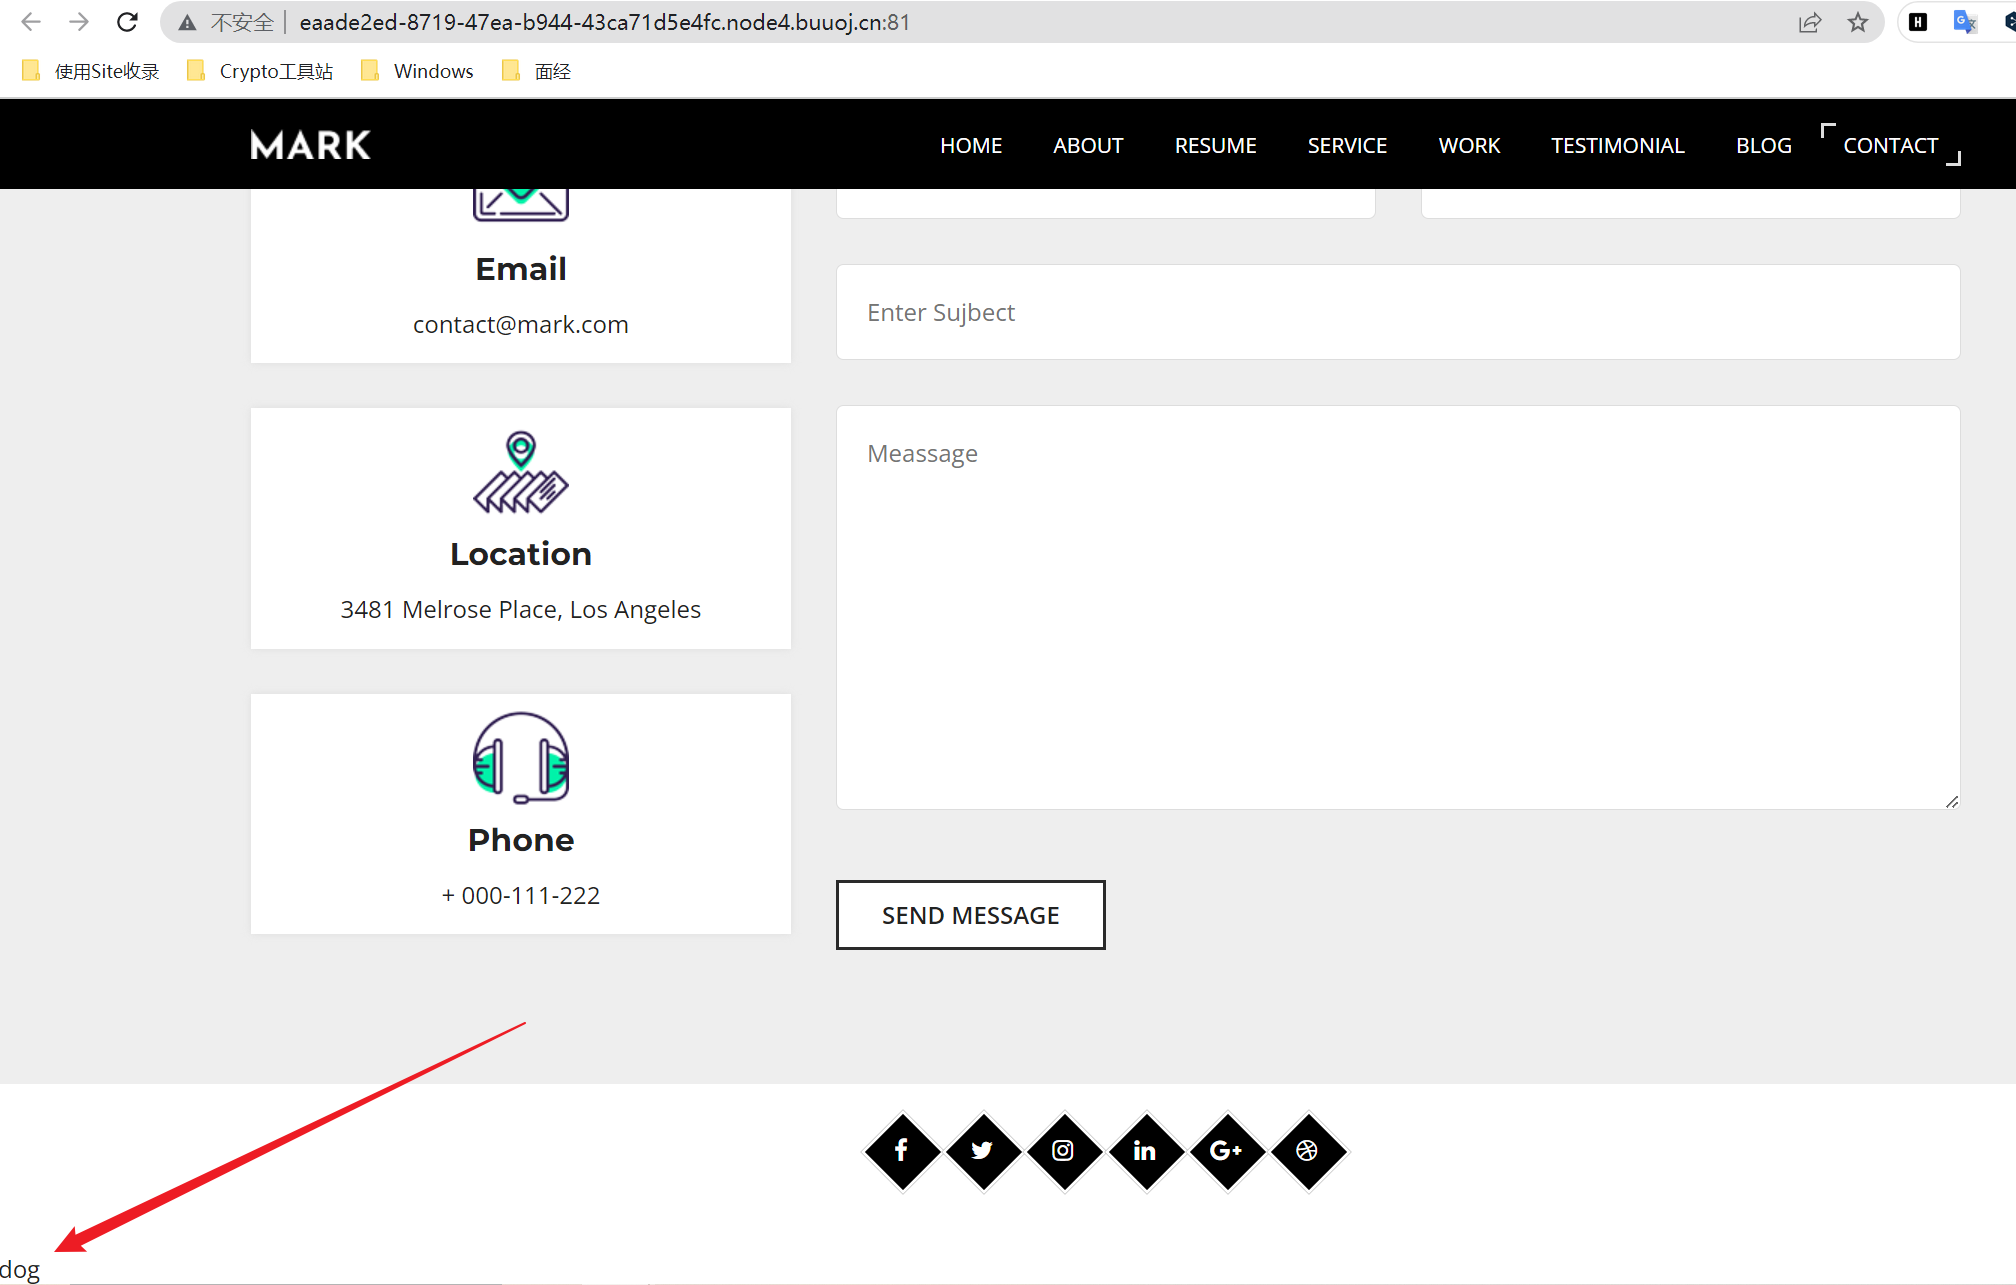 不安全 eaade2ed-8719-47ea-b944-43ca71d5e4fc.node4.buuoj.cn:81
使用Site收录 Crypto工具站 Windows 面经
MARK HOME ABOUT RESUME SERVICE WORK TESTIMONIAL BLOG CONTACT
Email
contact@mark.com
Enter Sujbect
Meassage
Location
3481 Melrose Place, Los Angeles
Phone
+ 000-111-222
SEND MESSAGE
dog